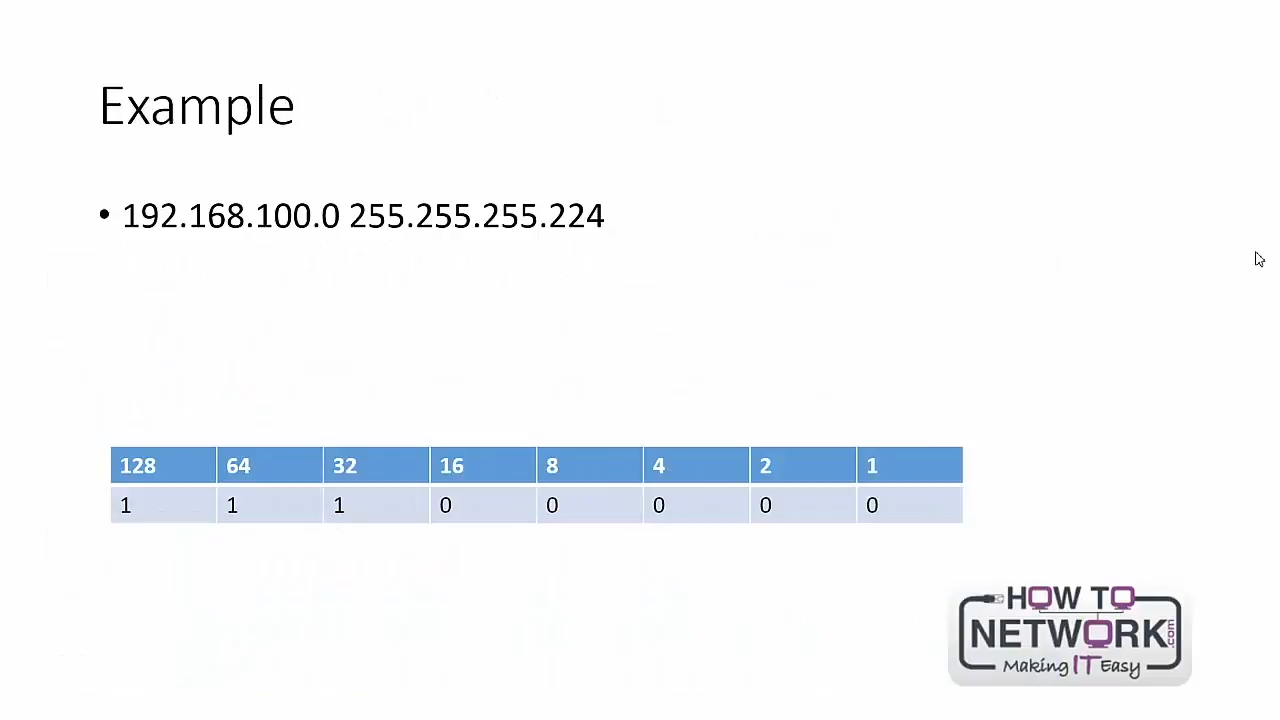 Example
• 192.168.100.0 255.255.255.224
128 64 32 16 8 4 2 1
1 1 1 0 0 0 0 0
HOW TO
NETWORK.com
Making IT Easy